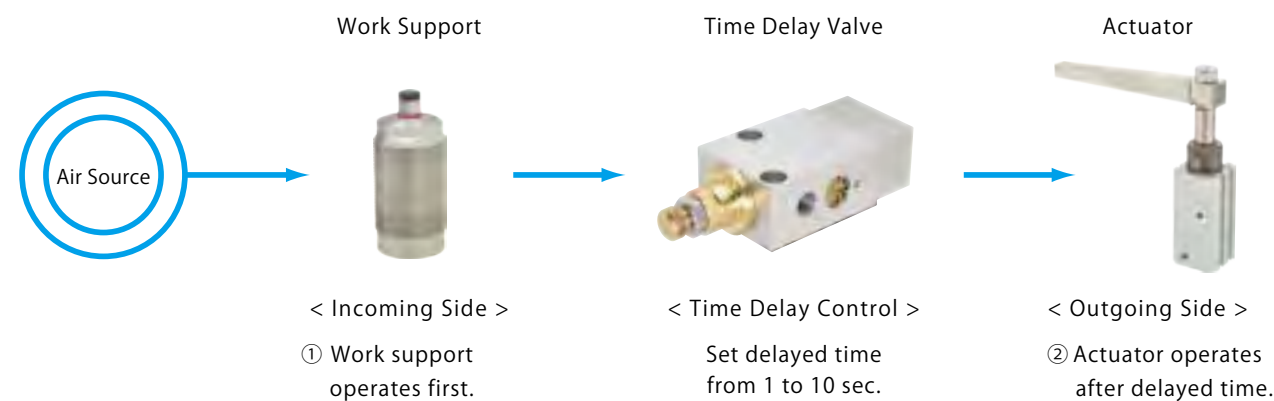 Work Support
Time Delay Valve
Actuator
Air Source
< Incoming Side >
< Time Delay Control >
< Outgoing Side >
① Work support
operates first.
Set delayed time
from 1 to 10 sec.
② Actuator operates
after delayed time.